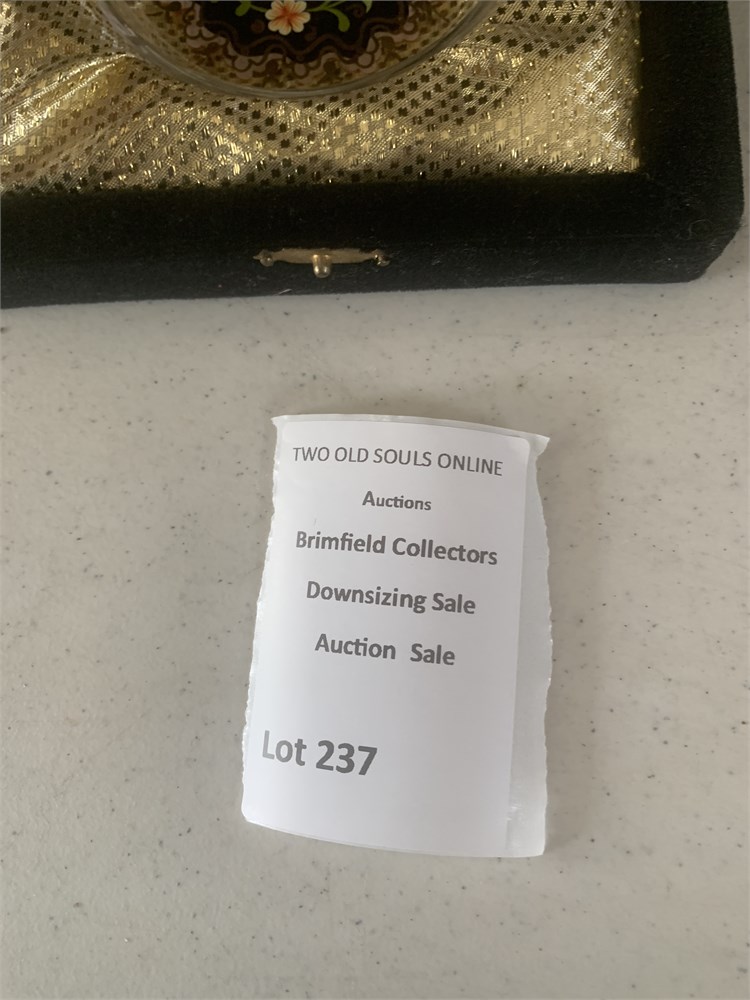 TWO OLD SOULS ONLINE
Auctions
Brimfield Collectors
Downsizing Sale
Auction Sale
Lot 237